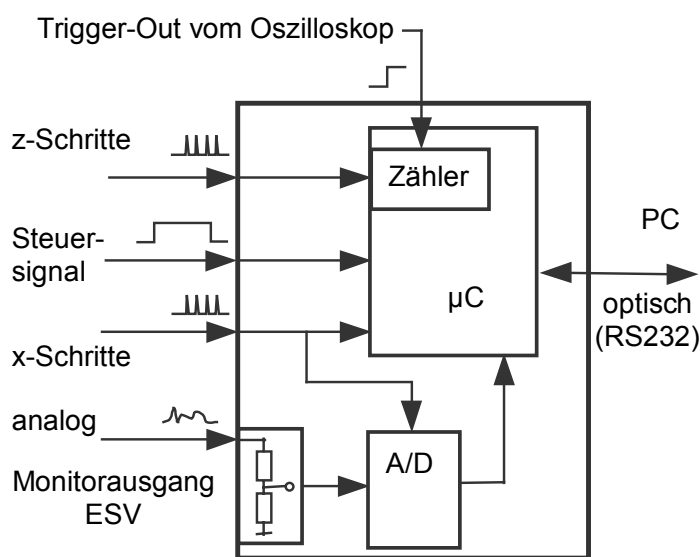 Trigger-Out vom Oszilloskop
z-Schritte
Zähler
PC
Steuer-
signal
µC
optisch
(RS232)
x-Schritte
analog
A/D
Monitorausgang
ESV